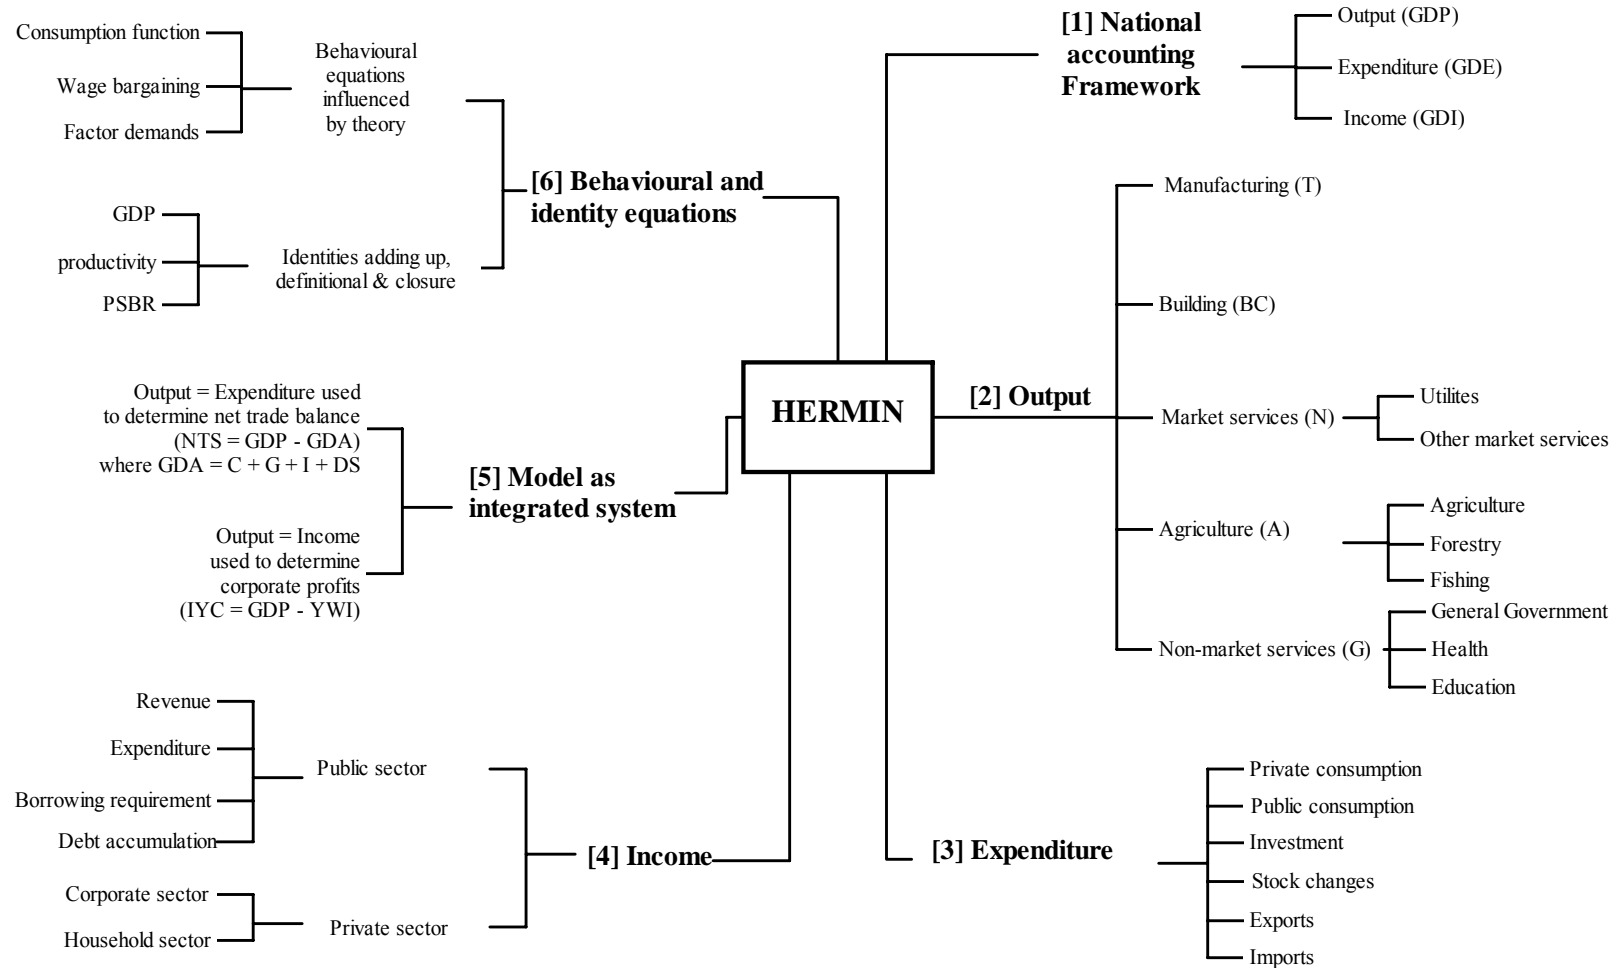 HERMIN
[1] National
accounting
Framework
Output (GDP)
Expenditure (GDE)
Income (GDI)
[2] Output
Manufacturing (T)
Building (BC)
Market services (N)
Utilites
Other market services
Agriculture (A)
Agriculture
Forestry
Fishing
Non-market services (G)
General Government
Health
Education
[3] Expenditure
Private consumption
Public consumption
Investment
Stock changes
Exports
Imports
[4] Income
Public sector
Revenue
Expenditure
Borrowing requirement
Debt accumulation
Private sector
Corporate sector
Household sector
[5] Model as
integrated system
Output = Expenditure used
to determine net trade balance
(NTS = GDP - GDA)
where GDA = C + G + I + DS
Output = Income
used to determine
corporate profits
(IYC = GDP - YWI)
[6] Behavioural and
identity equations
Behavioural
equations
influenced
by theory
Consumption function
Wage bargaining
Factor demands
Identities adding up,
definitional & closure
GDP
productivity
PSBR